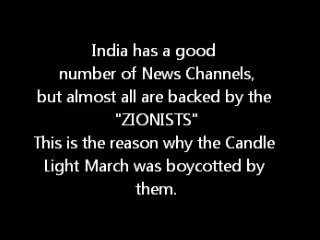 India has a good
number of News Channels,
but almost all are backed by the
"ZIONISTS"
This is the reason why the Candle
Light March was boycotted by
them.